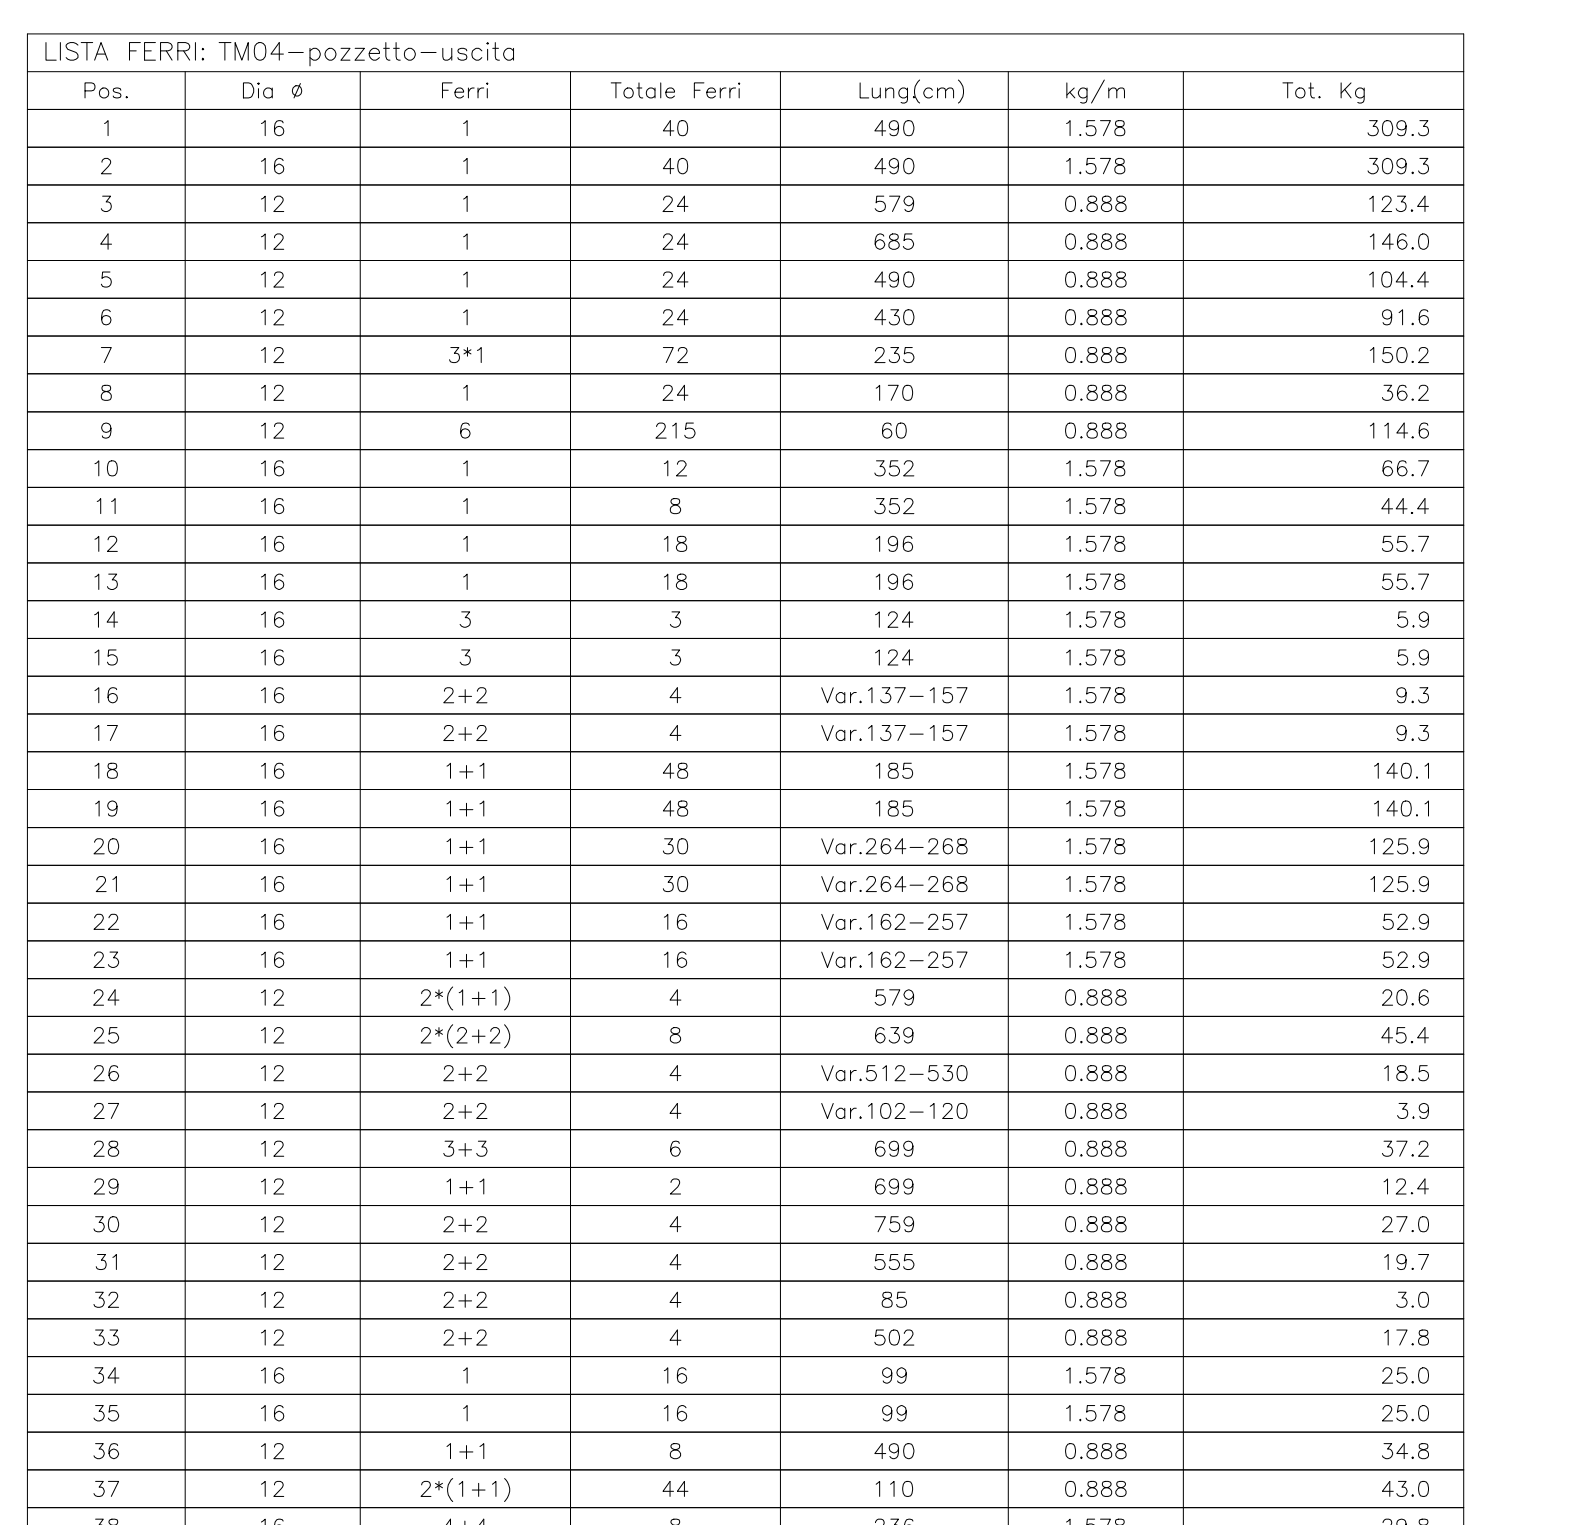 LISTA FERRI: TM04-pozzetto-uscita
Pos. Dia ø Ferri Totale Ferri Lung.(cm) kg/m Tot. Kg
1 16 1 40 490 1.578 309.3
2 16 1 40 490 1.578 309.3
3 12 1 24 579 0.888 123.4
4 12 1 24 685 0.888 146.0
5 12 1 24 490 0.888 104.4
6 12 1 24 430 0.888 91.6
7 12 3*1 72 235 0.888 150.2
8 12 1 24 170 0.888 36.2
9 12 6 215 60 0.888 114.6
10 16 1 12 352 1.578 66.7
11 16 1 8 352 1.578 44.4
12 16 1 18 196 1.578 55.7
13 16 1 18 196 1.578 55.7
14 16 3 3 124 1.578 5.9
15 16 3 3 124 1.578 5.9
16 16 2+2 4 Var.137-157 1.578 9.3
17 16 2+2 4 Var.137-157 1.578 9.3
18 16 1+1 48 185 1.578 140.1
19 16 1+1 48 185 1.578 140.1
20 16 1+1 30 Var.264-268 1.578 125.9
21 16 1+1 30 Var.264-268 1.578 125.9
22 16 1+1 16 Var.162-257 1.578 52.9
23 16 1+1 16 Var.162-257 1.578 52.9
24 12 2*(1+1) 4 579 0.888 20.6
25 12 2*(2+2) 8 639 0.888 45.4
26 12 2+2 4 Var.512-530 0.888 18.5
27 12 2+2 4 Var.102-120 0.888 3.9
28 12 3+3 6 699 0.888 37.2
29 12 1+1 2 699 0.888 12.4
30 12 2+2 4 759 0.888 27.0
31 12 2+2 4 555 0.888 19.7
32 12 2+2 4 85 0.888 3.0
33 12 2+2 4 502 0.888 17.8
34 16 1 16 99 1.578 25.0
35 16 1 16 99 1.578 25.0
36 12 1+1 8 490 0.888 34.8
37 12 2*(1+1) 44 110 0.888 43.0
38 16 4+4 8 236 1.578 29.8